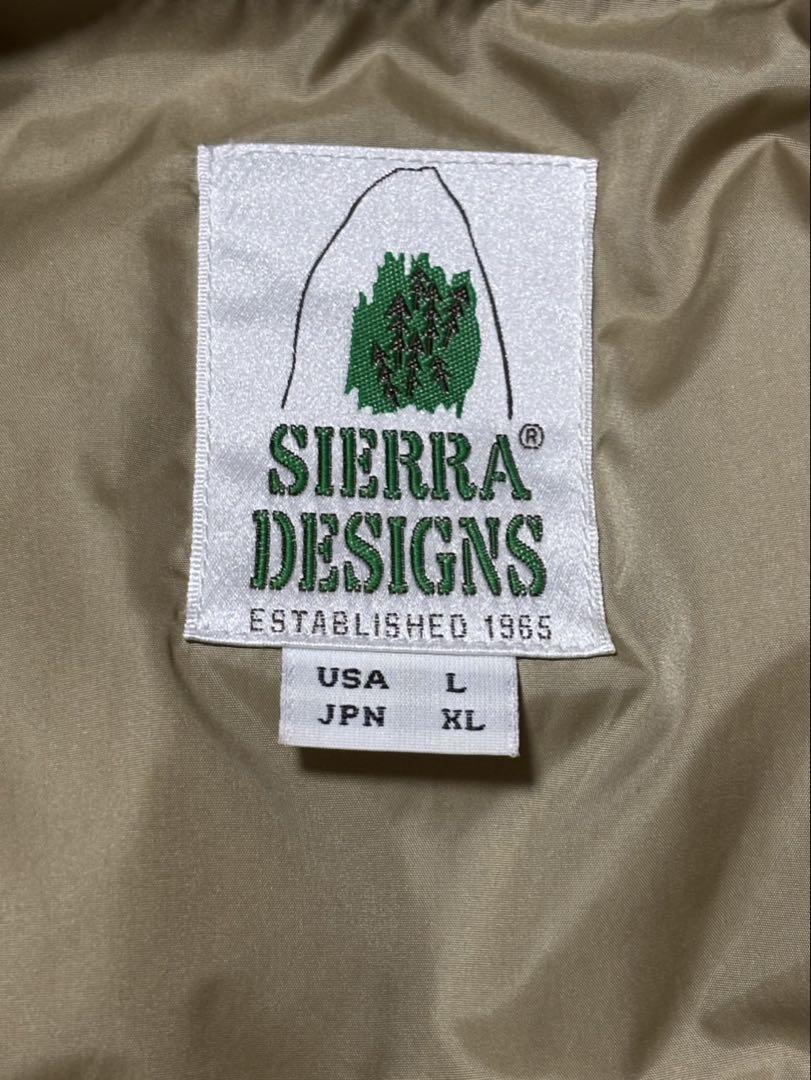 SIERRA®
DESIGNS
ESTABLISHED 1965
USA L
JPN XL